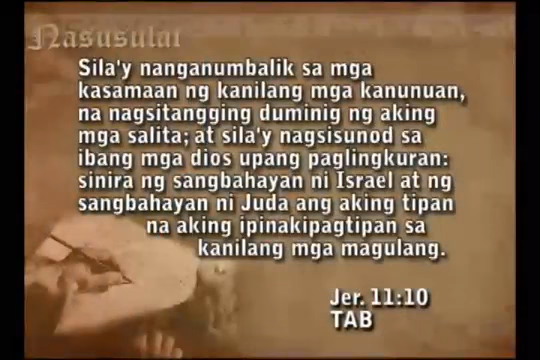 Nasusulat
Sila'y nanganumbalik sa mga
kasamaan ng kanilang mga kanunuan,
na nagsitangging duminig ng aking
mga salita; at sila'y nagsisunod sa
ibang mga dios upang paglingkuran:
sinira ng sangbahayan ni Israel at ng
sangbahayan ni Juda ang aking tipan
na aking ipinakipagtipan sa
kanilang mga magulang.
Jer. 11:10
TAB